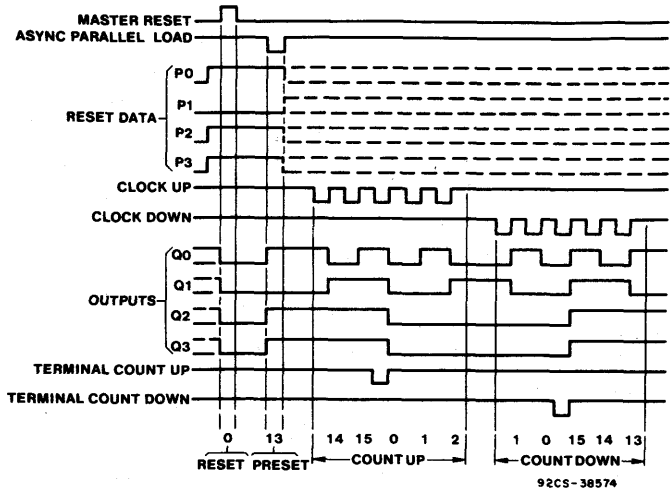 MASTER RESET
ASYNC PARALLEL LOAD
P0
P1
RESET DATA
P2
P3
CLOCK UP
CLOCK DOWN
Q0
Q1
OUTPUTS
Q2
Q3
TERMINAL COUNT UP
TERMINAL COUNT DOWN
0 13 14 15 0 1 2 1 0 15 14 13
RESET PRESET COUNT UP COUNT DOWN
92CS-38574